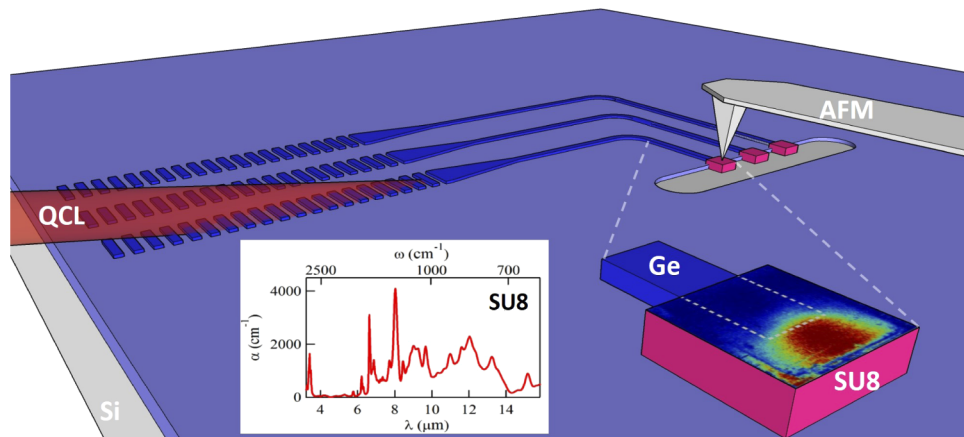 AFM
QCL
Si
Ge
SU8
ω (cm⁻¹)
2500 1000 700
SU8
4000
2000
0
α (cm⁻¹)
4 6 8 10 12 14
λ (μm)